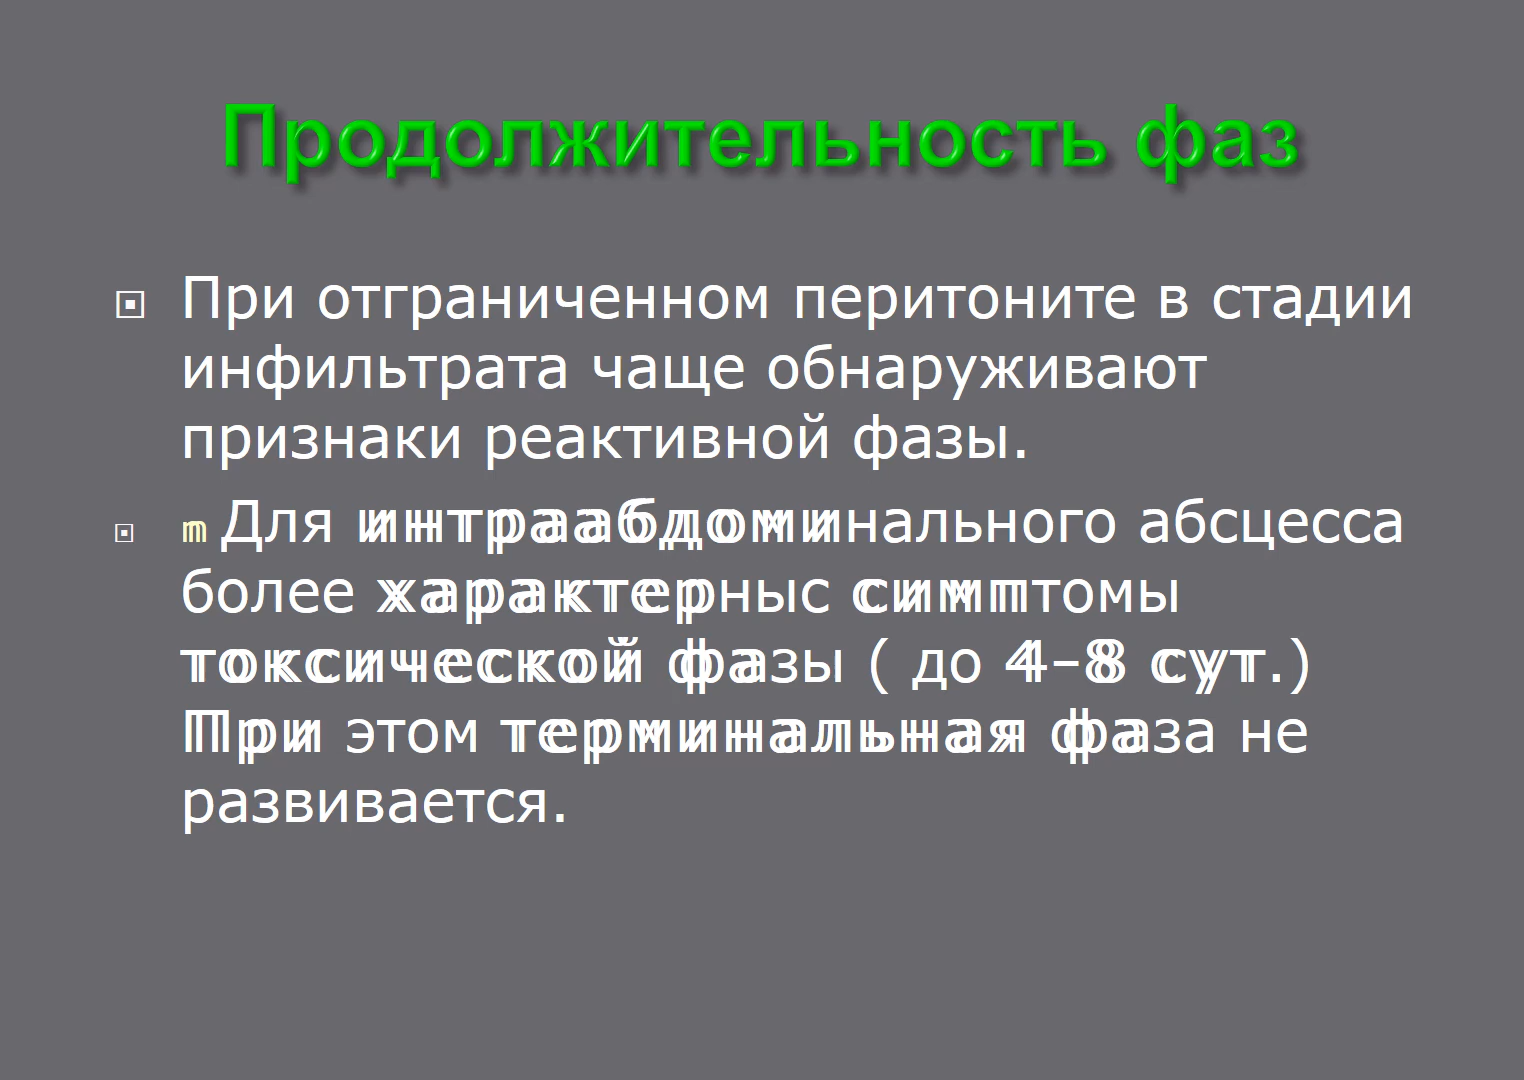 Продолжительность фаз
При отграниченном перитоните в стадии
инфильтрата чаще обнаруживают
признаки реактивной фазы.
m Для интраабдоминального абсцесса
более характерныс симптомы
токсической фазы ( до 4–8 сут.)
При этом терминальная фаза не
развивается.